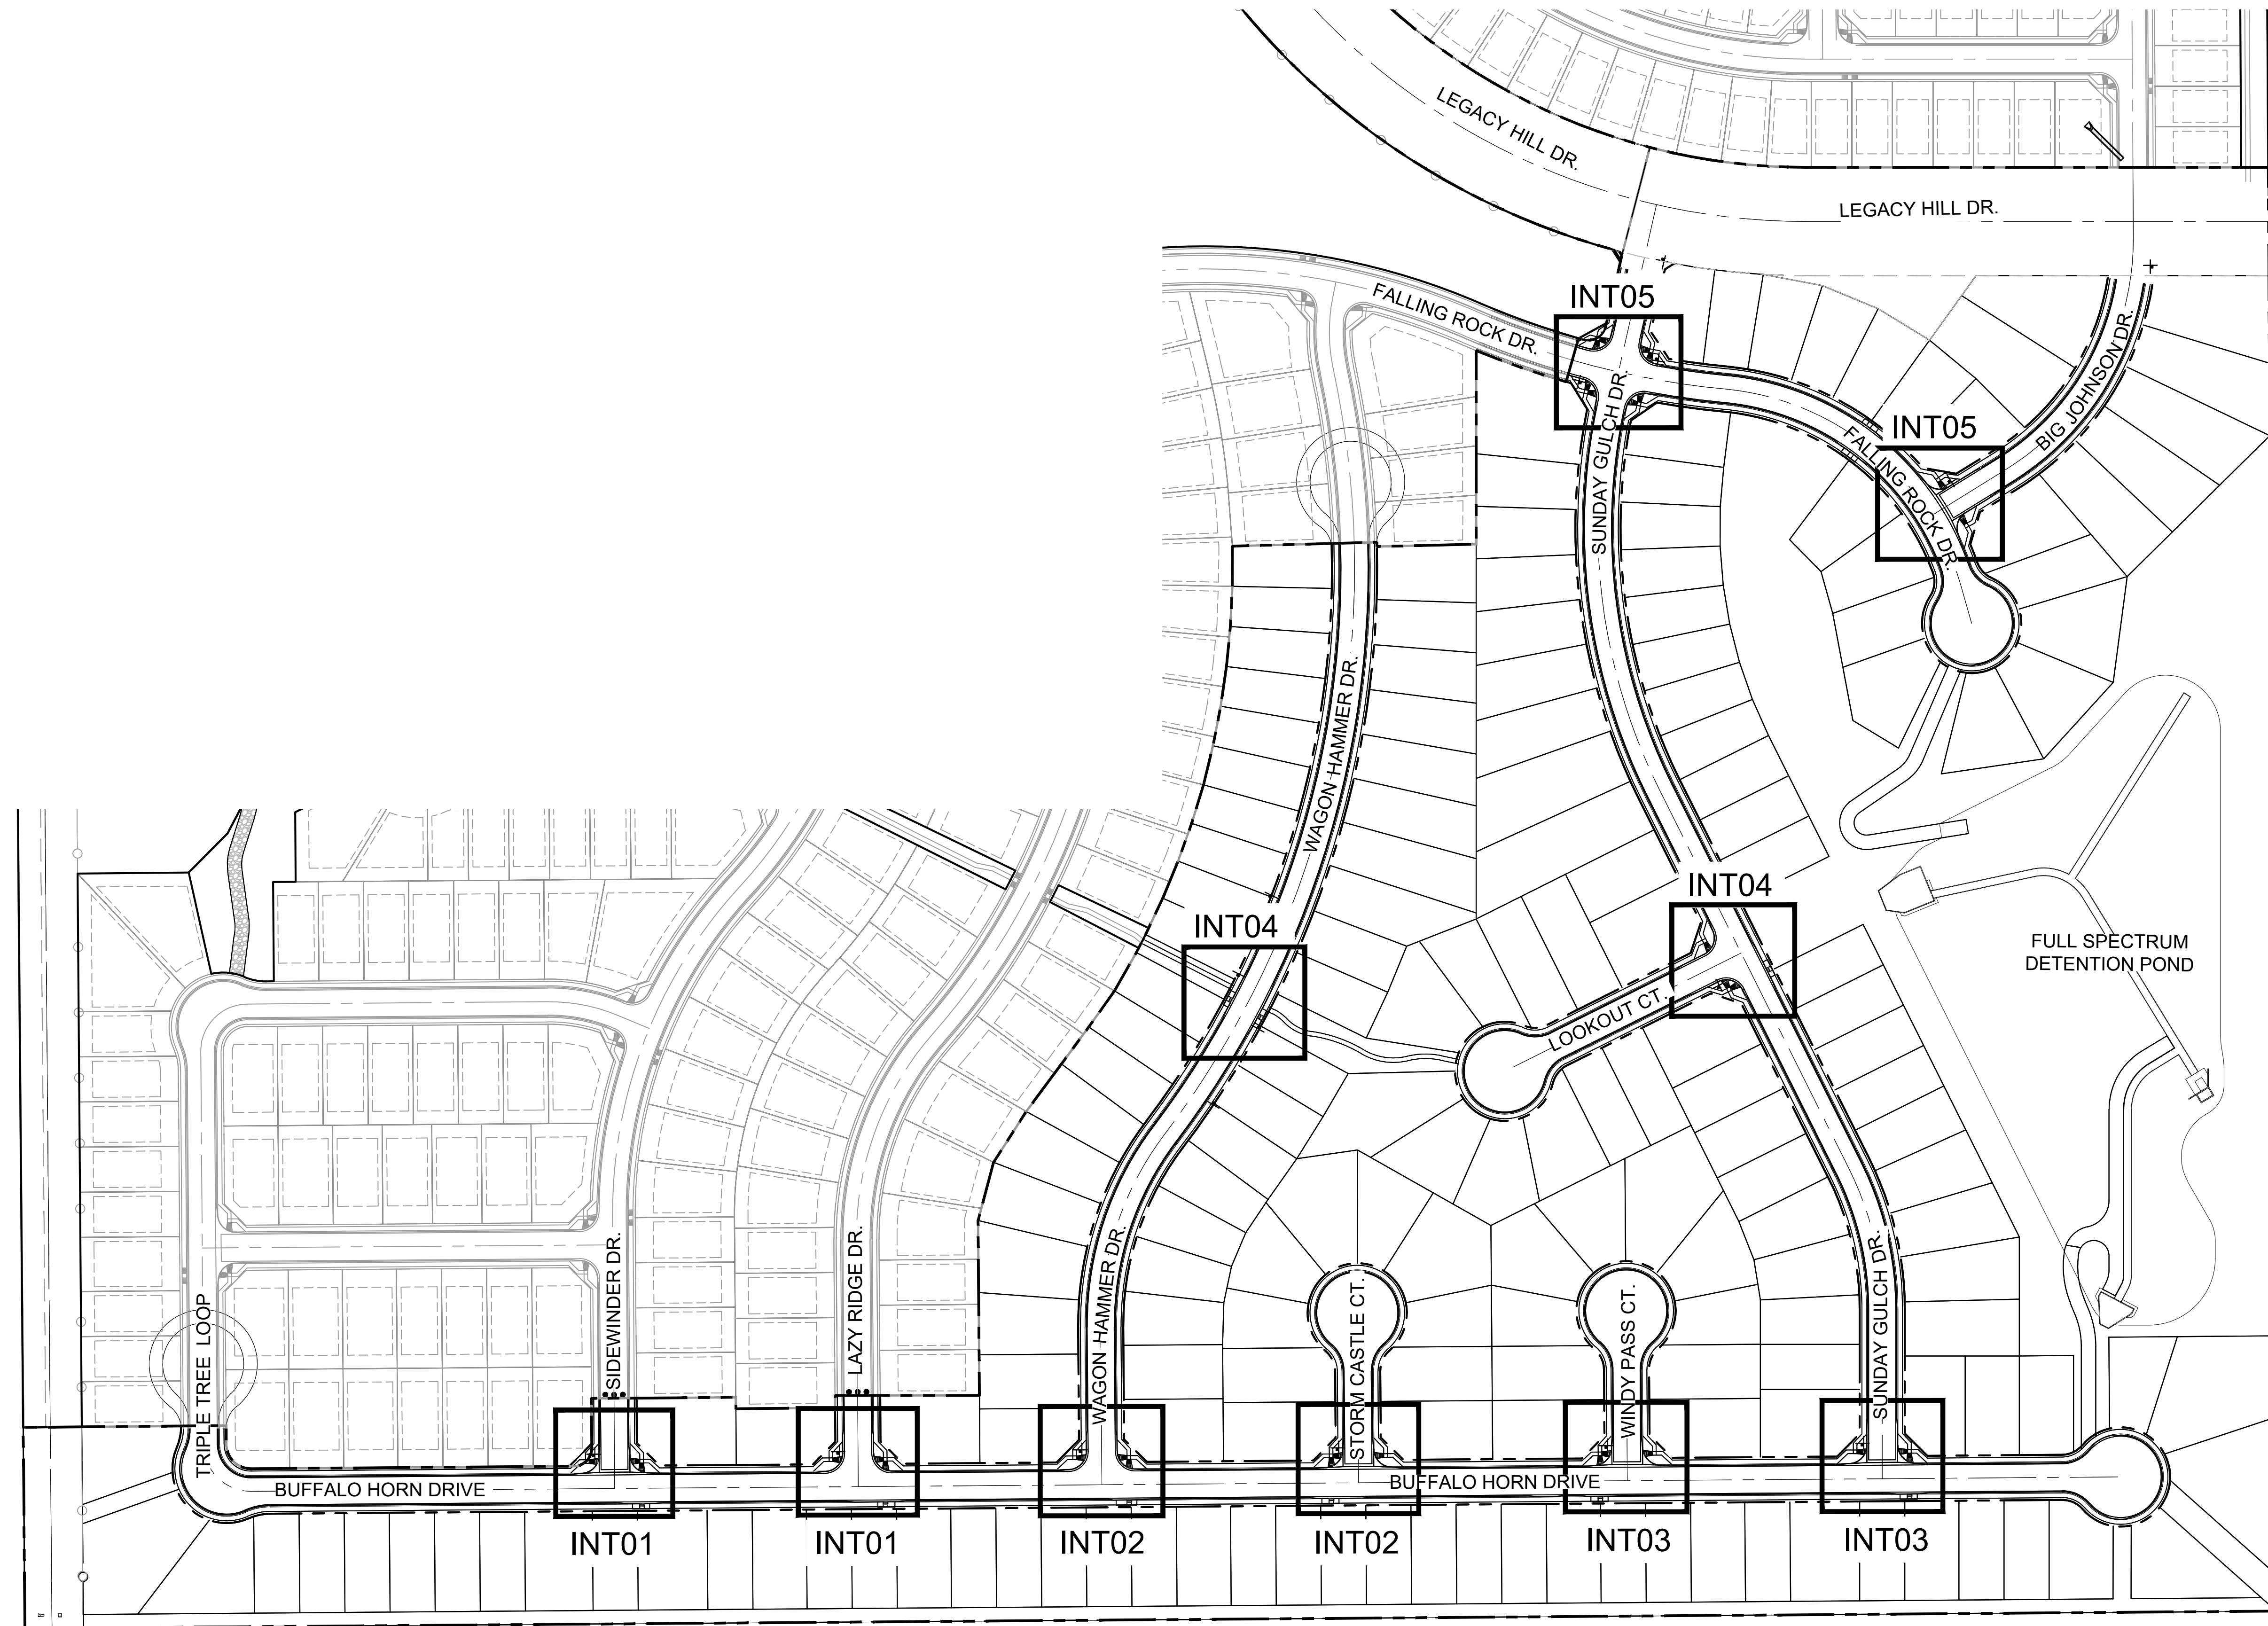 LEGACY HILL DR.
LEGACY HILL DR.
INT05
FALLING ROCK DR.
SUNDAY GULCH DR.
INT05
FALLING ROCK DR.
BIG JOHNSON DR.
WAGON HAMMER DR.
INT04
INT04
LOOKOUT CT.
FULL SPECTRUM
DETENTION POND
TRIPLE TREE LOOP
SIDEWINDER DR.
LAZY RIDGE DR.
WAGON HAMMER DR.
STORM CASTLE CT.
WINDY PASS CT.
SUNDAY GULCH DR.
BUFFALO HORN DRIVE
BUFFALO HORN DRIVE
INT01
INT01
INT02
INT02
INT03
INT03